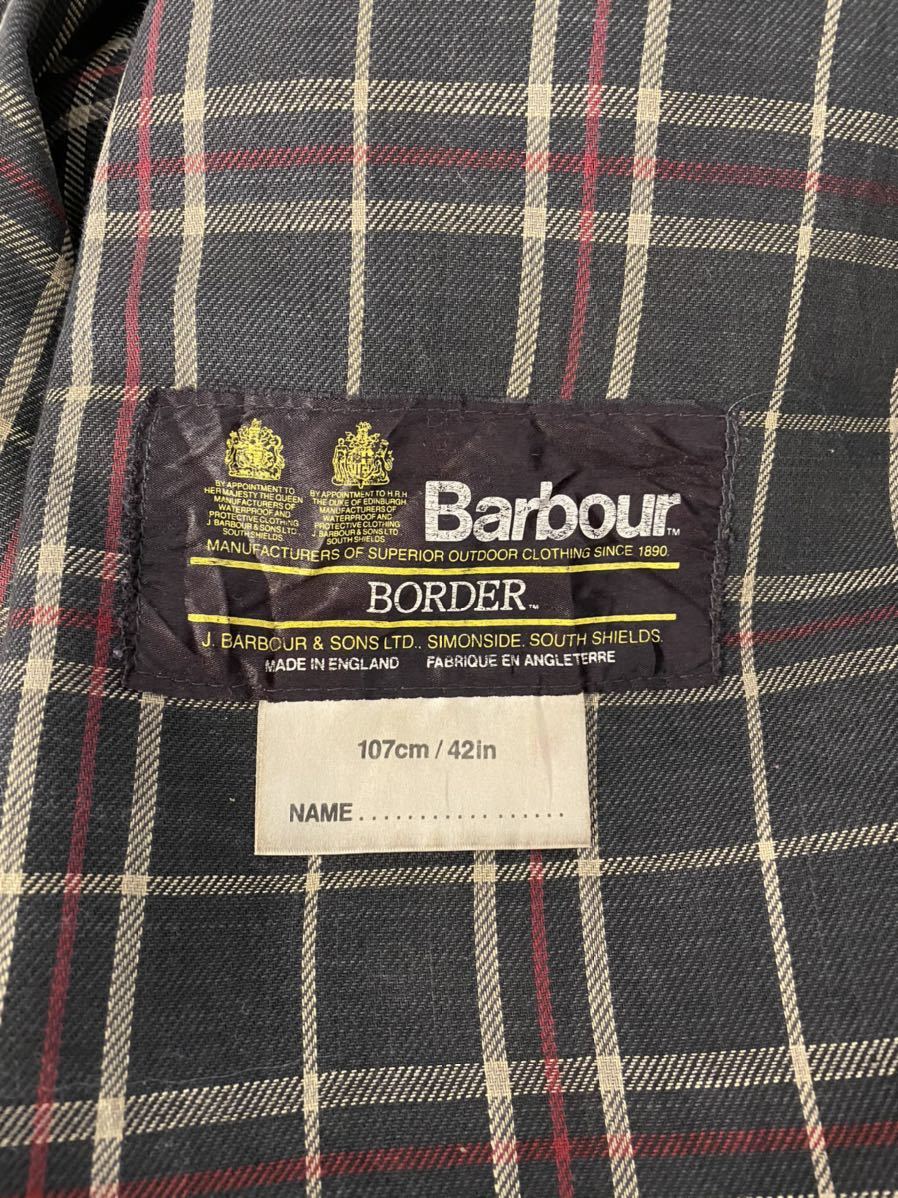 BY APPOINTMENT TO
HER MAJESTY THE QUEEN
MANUFACTURERS OF
WATERPROOF AND
PROTECTIVE CLOTHING
J. BARBOUR & SONS LTD.
SOUTH SHIELDS
BY APPOINTMENT TO H.R.H
THE DUKE OF EDINBURGH
MANUFACTURERS OF
WATERPROOF AND
PROTECTIVE CLOTHING
J. BARBOUR & SONS LTD
SOUTH SHIELDS
Barbour™
MANUFACTURERS OF SUPERIOR OUTDOOR CLOTHING SINCE 1890.
BORDER™
J. BARBOUR & SONS LTD., SIMONSIDE, SOUTH SHIELDS.
MADE IN ENGLAND FABRIQUE EN ANGLETERRE
107cm / 42in
NAME..................